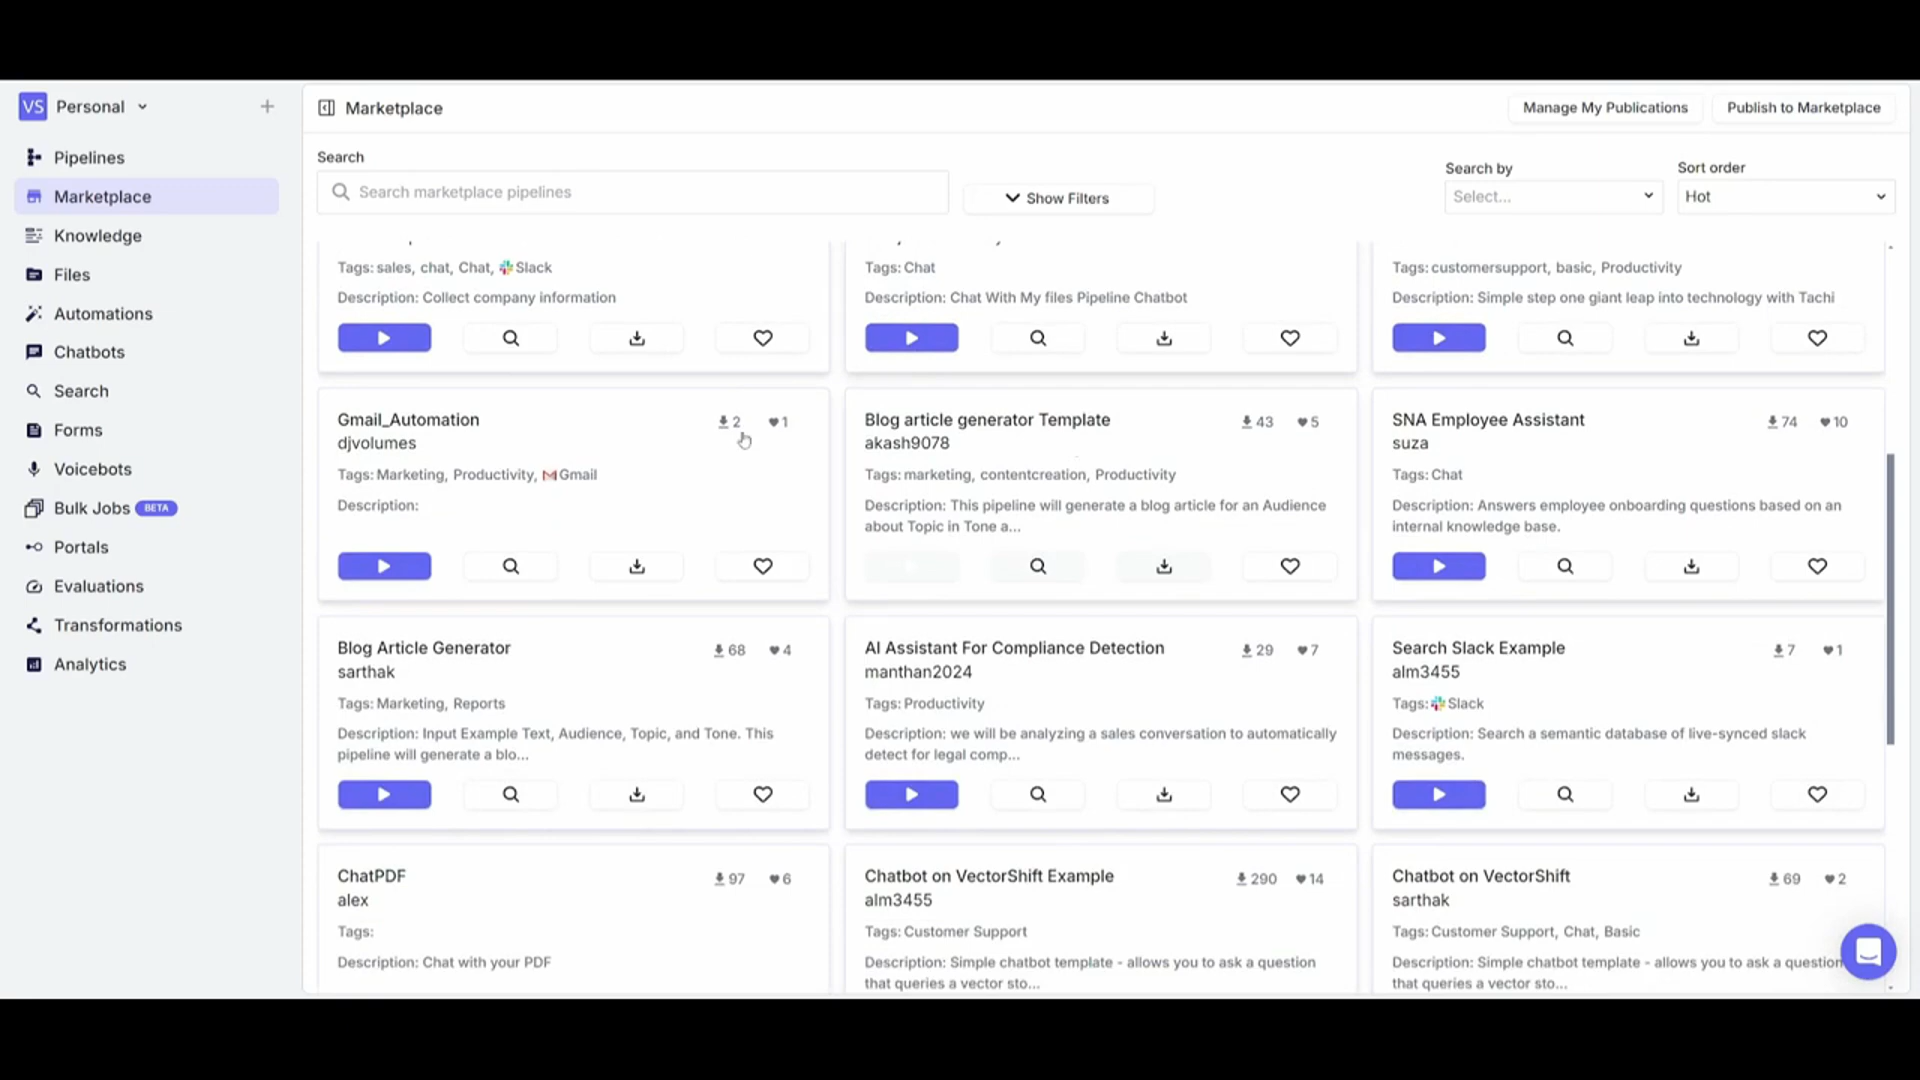 VS Personal
Marketplace
Manage My Publications
Publish to Marketplace
Pipelines
Marketplace
Knowledge
Files
Automations
Chatbots
Search
Forms
Voicebots
Bulk Jobs BETA
Portals
Evaluations
Transformations
Analytics
Search
Search marketplace pipelines
Show Filters
Search by
Select...
Sort order
Hot
Tags: sales, chat, Chat, Slack
Description: Collect company information
Tags: Chat
Description: Chat With My files Pipeline Chatbot
Tags: customersupport, basic, Productivity
Description: Simple step one giant leap into technology with Tachi
Gmail_Automation
2 1
djvolumes
Tags: Marketing, Productivity, Gmail
Description:
Blog article generator Template
43 5
akash9078
Tags: marketing, contentcreation, Productivity
Description: This pipeline will generate a blog article for an Audience
about Topic in Tone a...
SNA Employee Assistant
74 10
suza
Tags: Chat
Description: Answers employee onboarding questions based on an
internal knowledge base.
Blog Article Generator
68 4
sarthak
Tags: Marketing, Reports
Description: Input Example Text, Audience, Topic, and Tone. This
pipeline will generate a blo...
AI Assistant For Compliance Detection
29 7
manthan2024
Tags: Productivity
Description: we will be analyzing a sales conversation to automatically
detect for legal comp...
Search Slack Example
7 1
alm3455
Tags: Slack
Description: Search a semantic database of live-synced slack
messages.
ChatPDF
97 6
alex
Tags:
Description: Chat with your PDF
Chatbot on VectorShift Example
290 14
alm3455
Tags: Customer Support
Description: Simple chatbot template - allows you to ask a question
that queries a vector sto...
Chatbot on VectorShift
69 2
sarthak
Tags: Customer Support, Chat, Basic
Description: Simple chatbot template - allows you to ask a question
that queries a vector sto...